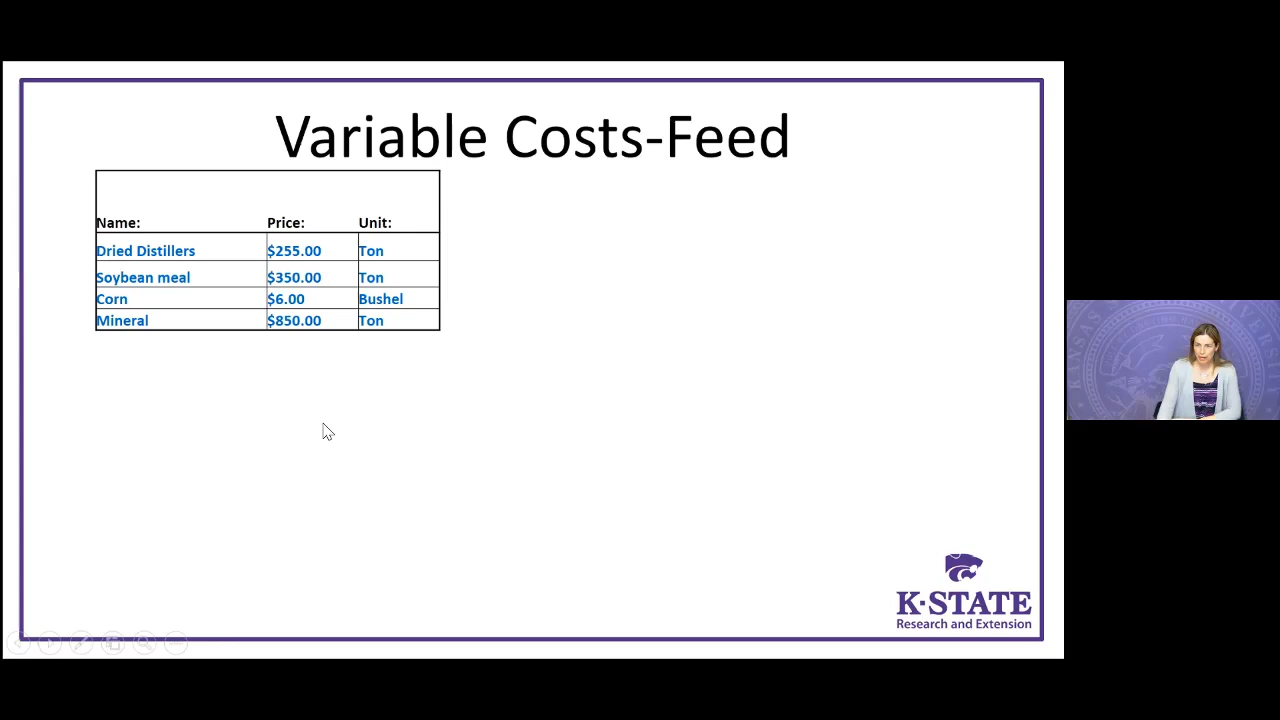 Variable Costs-Feed
Name: Price: Unit:
Dried Distillers $255.00 Ton
Soybean meal $350.00 Ton
Corn $6.00 Bushel
Mineral $850.00 Ton
K-STATE
Research and Extension